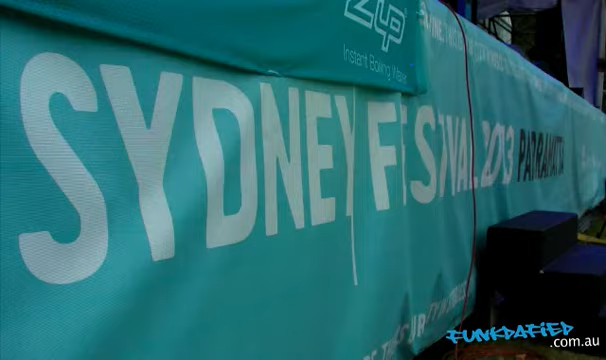 ZIP
Instant Boiling Water
SYDNEY FESTIVAL 2013 PARRAMATTA
FUNKDAFIED
.com.au